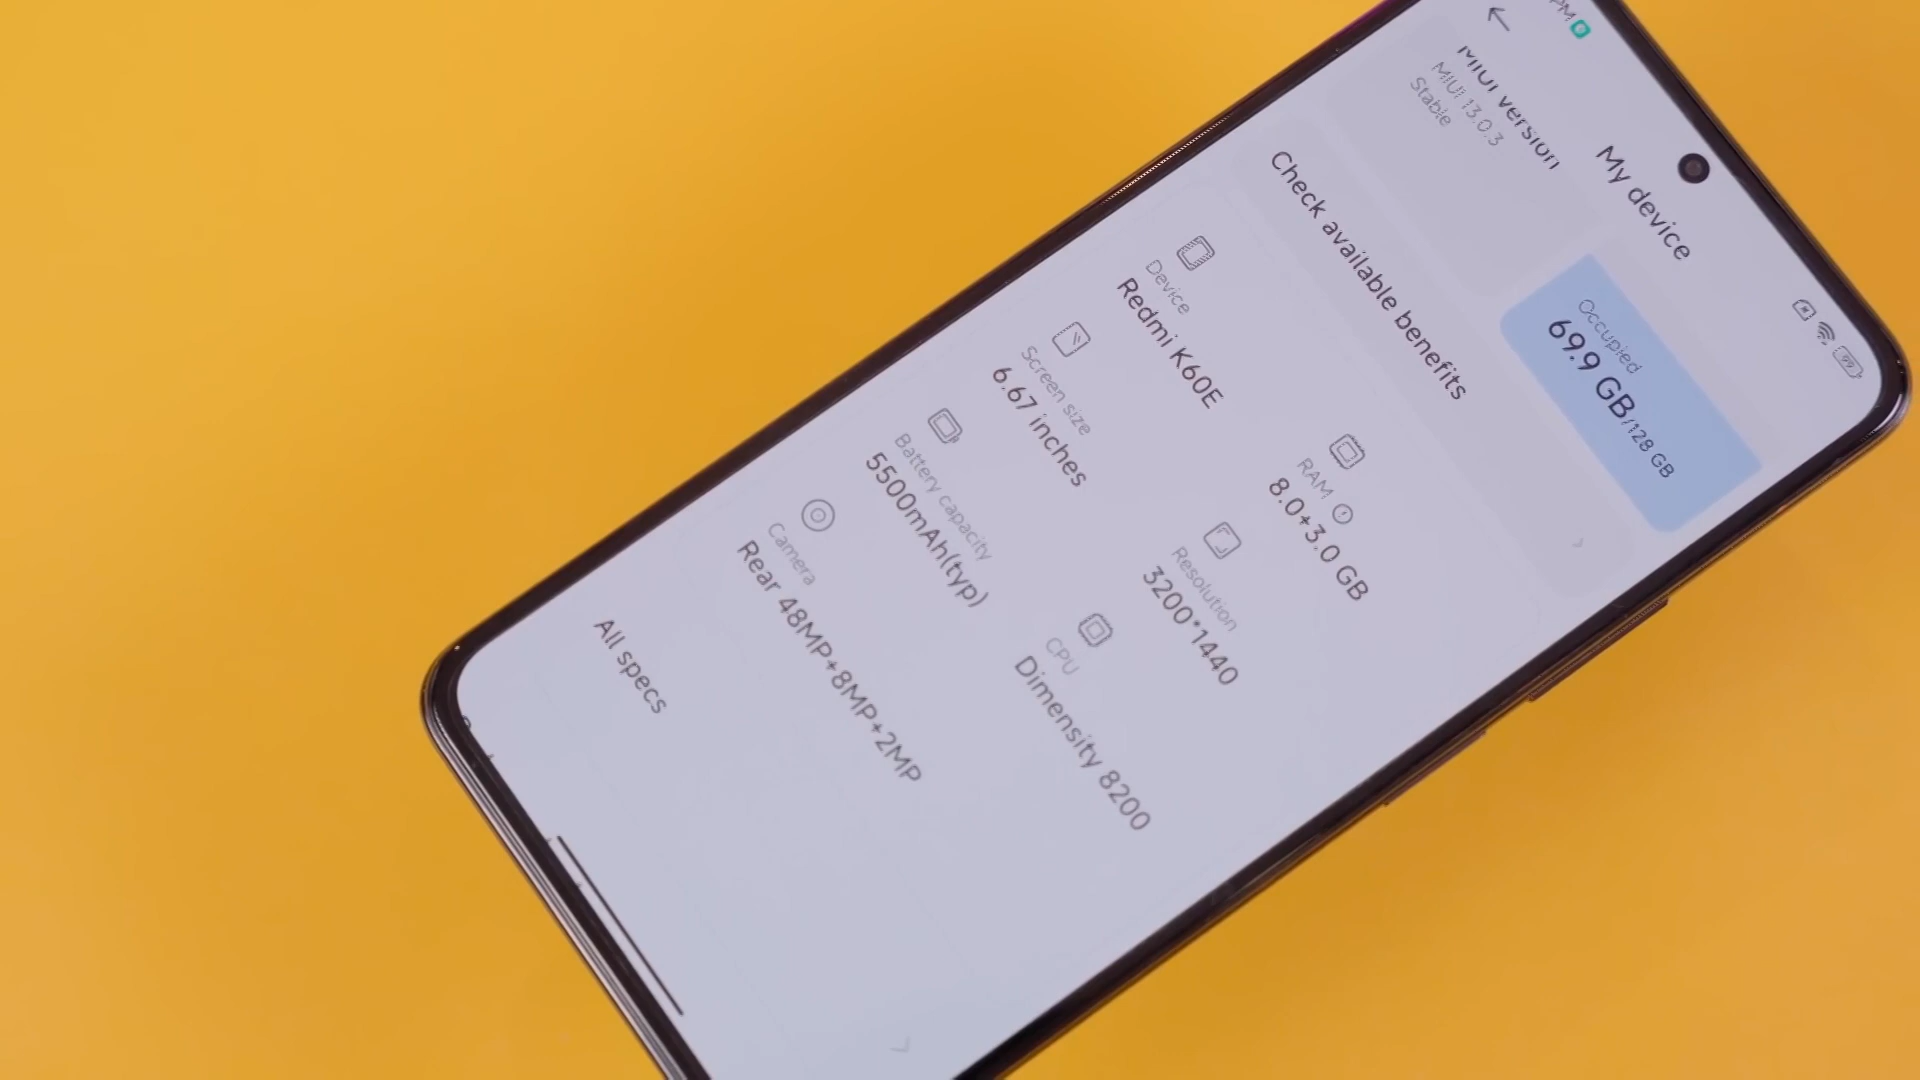 My device
MIUI version
MIUI 13.0.3
Stable
Occupied
69.9 GB/128 GB
Check available benefits
Device
Redmi K60E
RAM
8.0+3.0 GB
Screen size
6.67 inches
Resolution
3200*1440
Battery capacity
5500mAh(typ)
CPU
Dimensity 8200
Camera
Rear 48MP+8MP+2MP
All specs